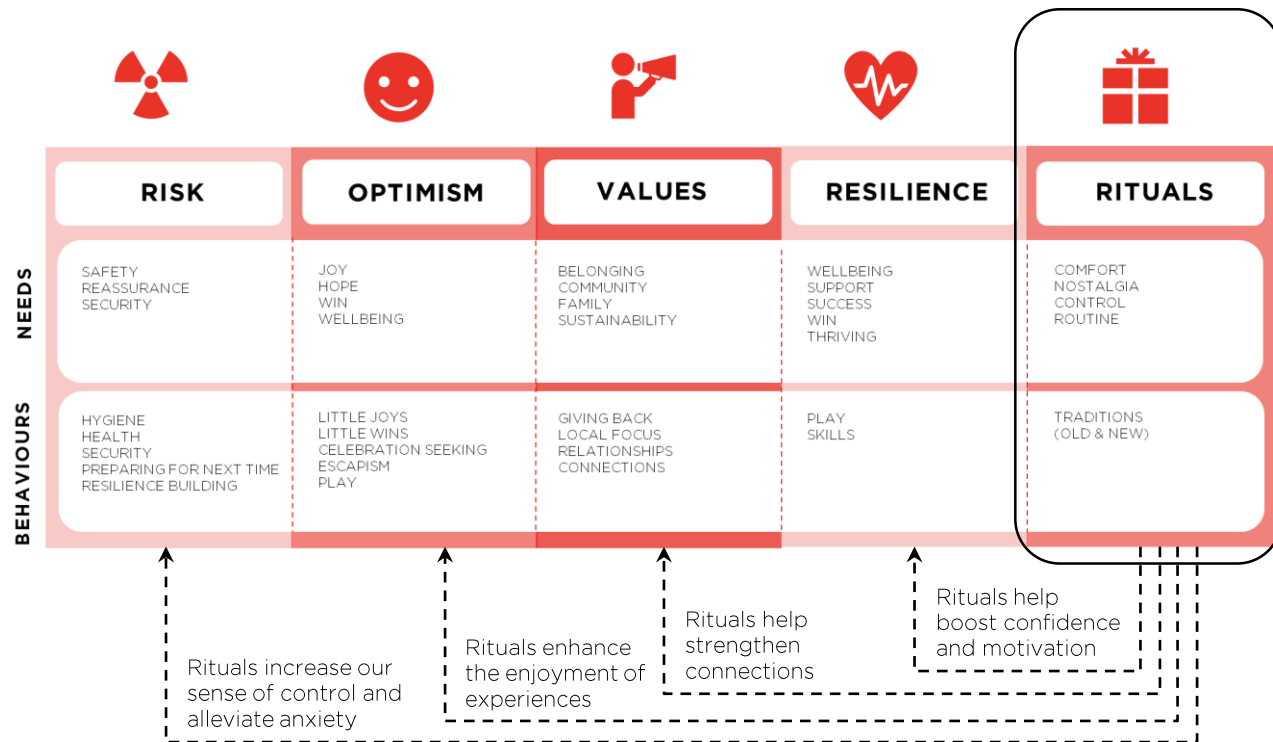 RISK
OPTIMISM
VALUES
RESILIENCE
RITUALS
NEEDS
SAFETY
REASSURANCE
SECURITY
JOY
HOPE
WIN
WELLBEING
BELONGING
COMMUNITY
FAMILY
SUSTAINABILITY
WELLBEING
SUPPORT
SUCCESS
WIN
THRIVING
COMFORT
NOSTALGIA
CONTROL
ROUTINE
BEHAVIOURS
HYGIENE
HEALTH
SECURITY
PREPARING FOR NEXT TIME
RESILIENCE BUILDING
LITTLE JOYS
LITTLE WINS
CELEBRATION SEEKING
ESCAPISM
PLAY
GIVING BACK
LOCAL FOCUS
RELATIONSHIPS
CONNECTIONS
PLAY
SKILLS
TRADITIONS
(OLD & NEW)
Rituals increase our
sense of control and
alleviate anxiety
Rituals enhance
the enjoyment of
experiences
Rituals help
strengthen
connections
Rituals help
boost confidence
and motivation